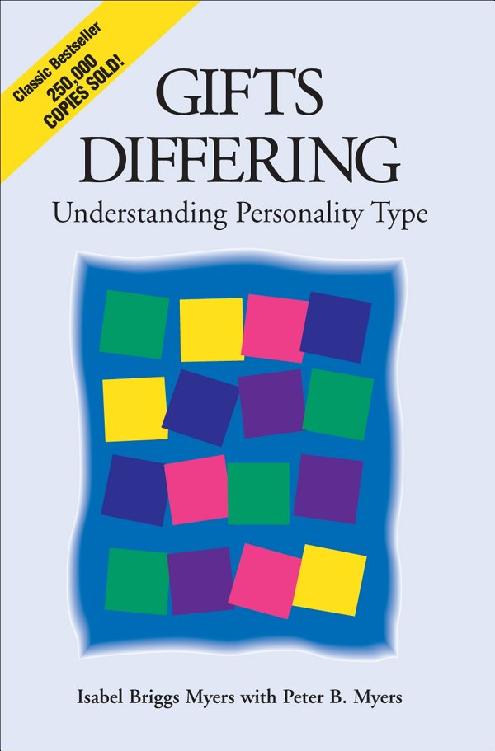 Classic Bestseller
250,000
COPIES SOLD!
GIFTS
DIFFERING
Understanding Personality Type
Isabel Briggs Myers with Peter B. Myers